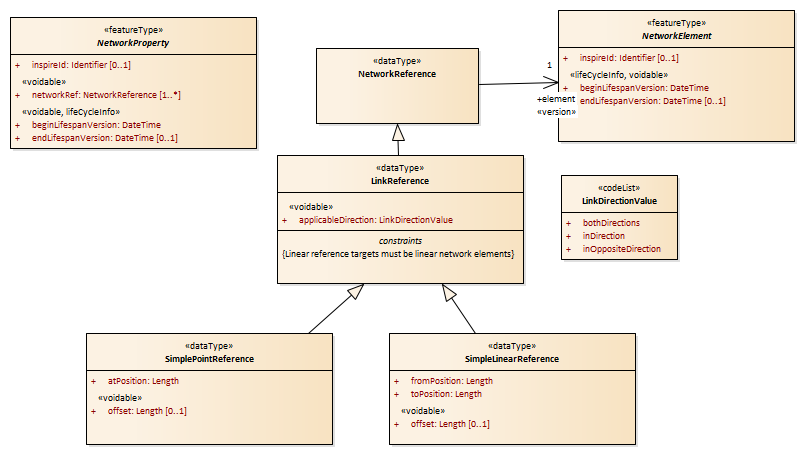 «featureType»
NetworkProperty
+ inspireId: Identifier [0..1]
«voidable»
+ networkRef: NetworkReference [1..*]
«voidable, lifeCycleInfo»
+ beginLifespanVersion: DateTime
+ endLifespanVersion: DateTime [0..1]
«dataType»
NetworkReference
1
+element
«version»
«featureType»
NetworkElement
+ inspireId: Identifier [0..1]
«lifeCycleInfo, voidable»
+ beginLifespanVersion: DateTime
endLifespanVersion: DateTime [0..1]
«dataType»
LinkReference
«voidable»
+ applicableDirection: LinkDirectionValue
constraints
{Linear reference targets must be linear network elements}
«codeList»
LinkDirectionValue
+ bothDirections
+ inDirection
+ inOppositeDirection
«dataType»
SimplePointReference
+ atPosition: Length
«voidable»
+ offset: Length [0..1]
«dataType»
SimpleLinearReference
+ fromPosition: Length
+ toPosition: Length
«voidable»
+ offset: Length [0..1]